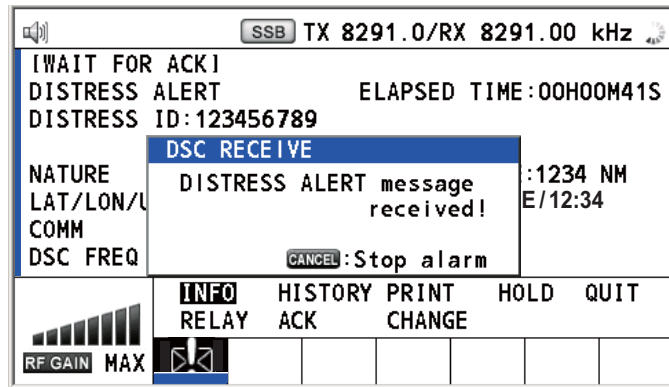 SSB TX 8291.0/RX 8291.00 kHz
[WAIT FOR ACK]
DISTRESS ALERT ELAPSED TIME:00H00M41S
DISTRESS ID:123456789
DSC RECEIVE
NATURE :1234 NM
DISTRESS ALERT message
LAT/LON/U E/12:34
received!
COMM
DSC FREQ
CANCEL:Stop alarm
INFO HISTORY PRINT HOLD QUIT
RELAY ACK CHANGE
RF GAIN MAX